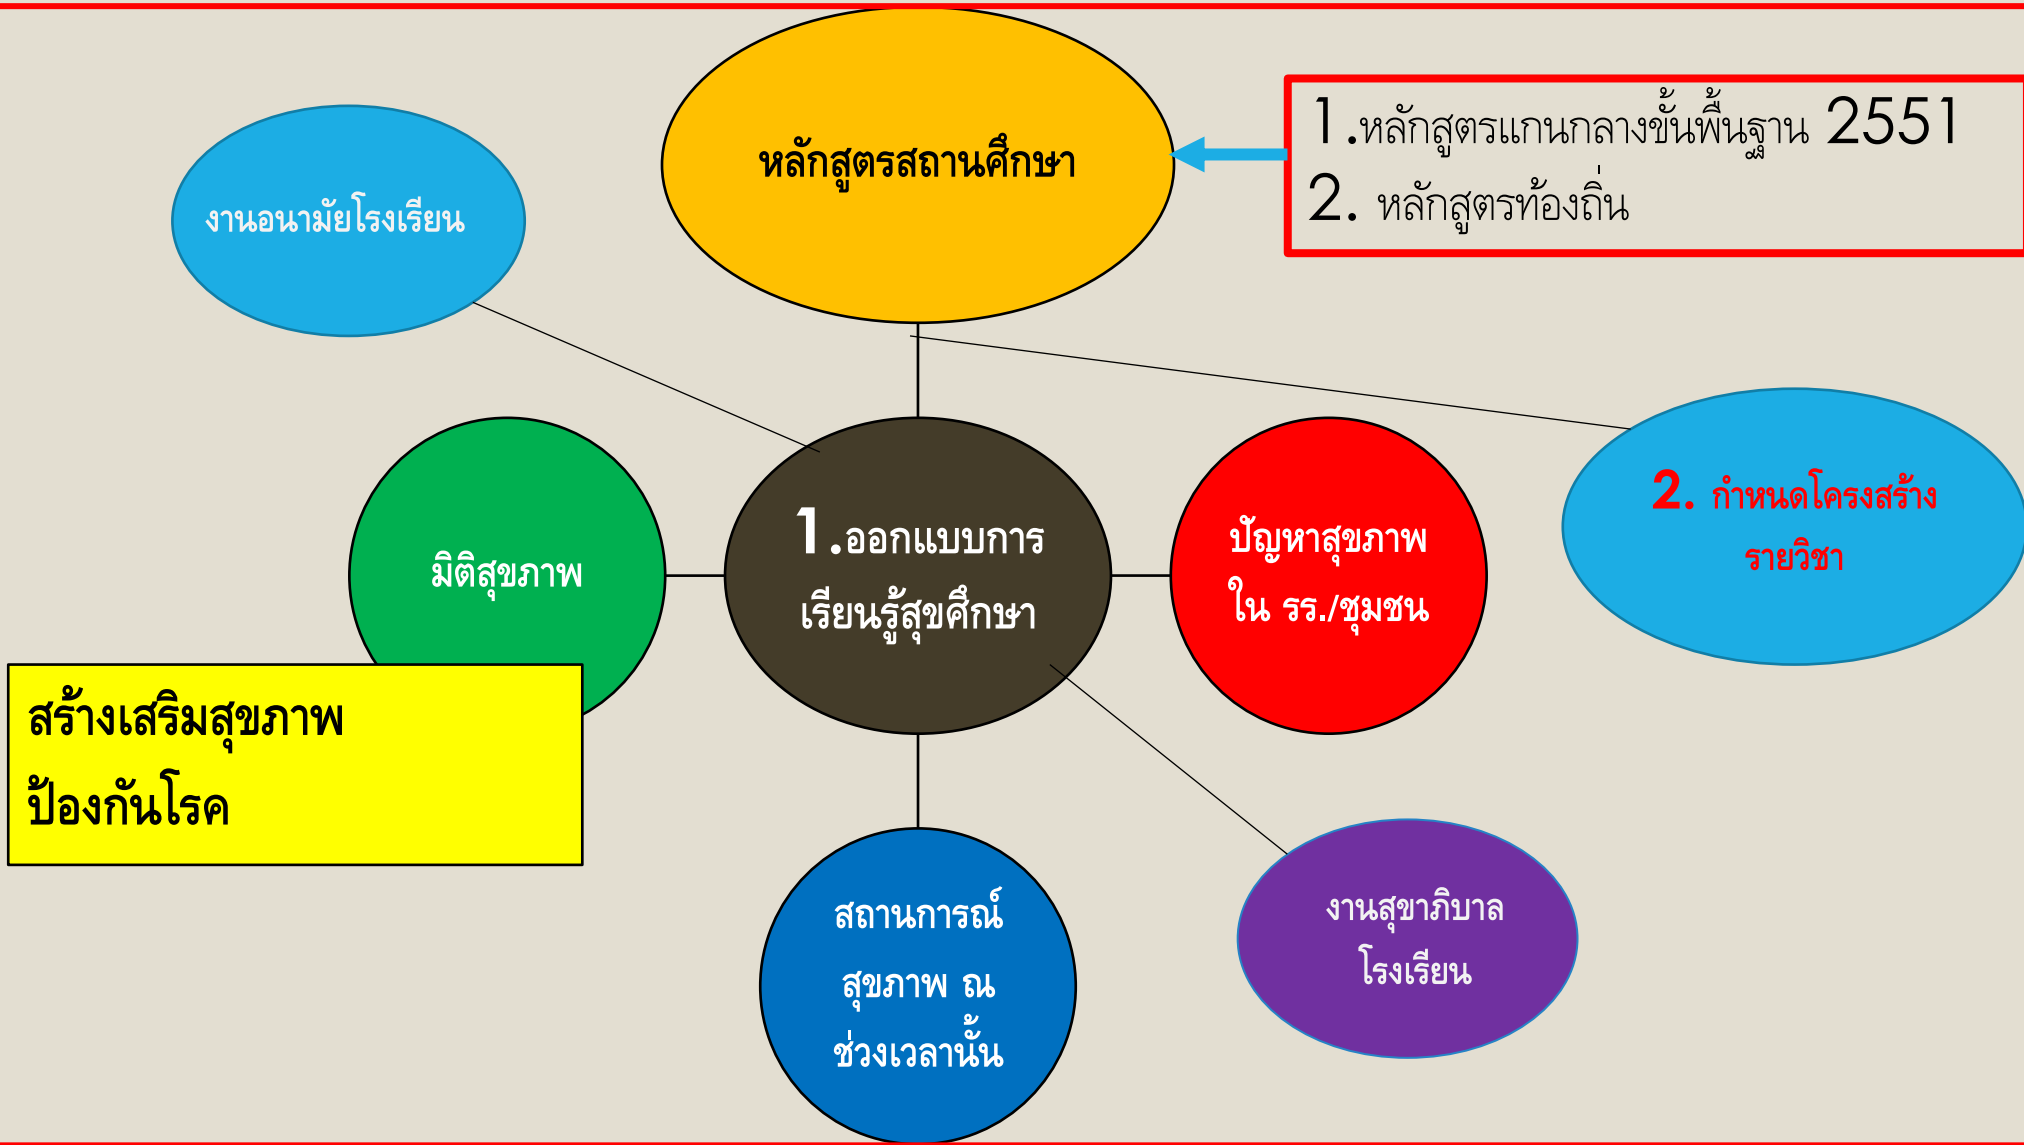 หลักสูตรสถานศึกษา
1.หลักสูตรแกนกลางขั้นพื้นฐาน 2551
2. หลักสูตรท้องถิ่น
งานอนามัยโรงเรียน
2. กำหนดโครงสร้าง
รายวิชา
1.ออกแบบการ
เรียนรู้สุขศึกษา
ปัญหาสุขภาพ
ใน รร./ชุมชน
มิติสุขภาพ
สร้างเสริมสุขภาพ
ป้องกันโรค
สถานการณ์
สุขภาพ ณ
ช่วงเวลานั้น
งานสุขาภิบาล
โรงเรียน